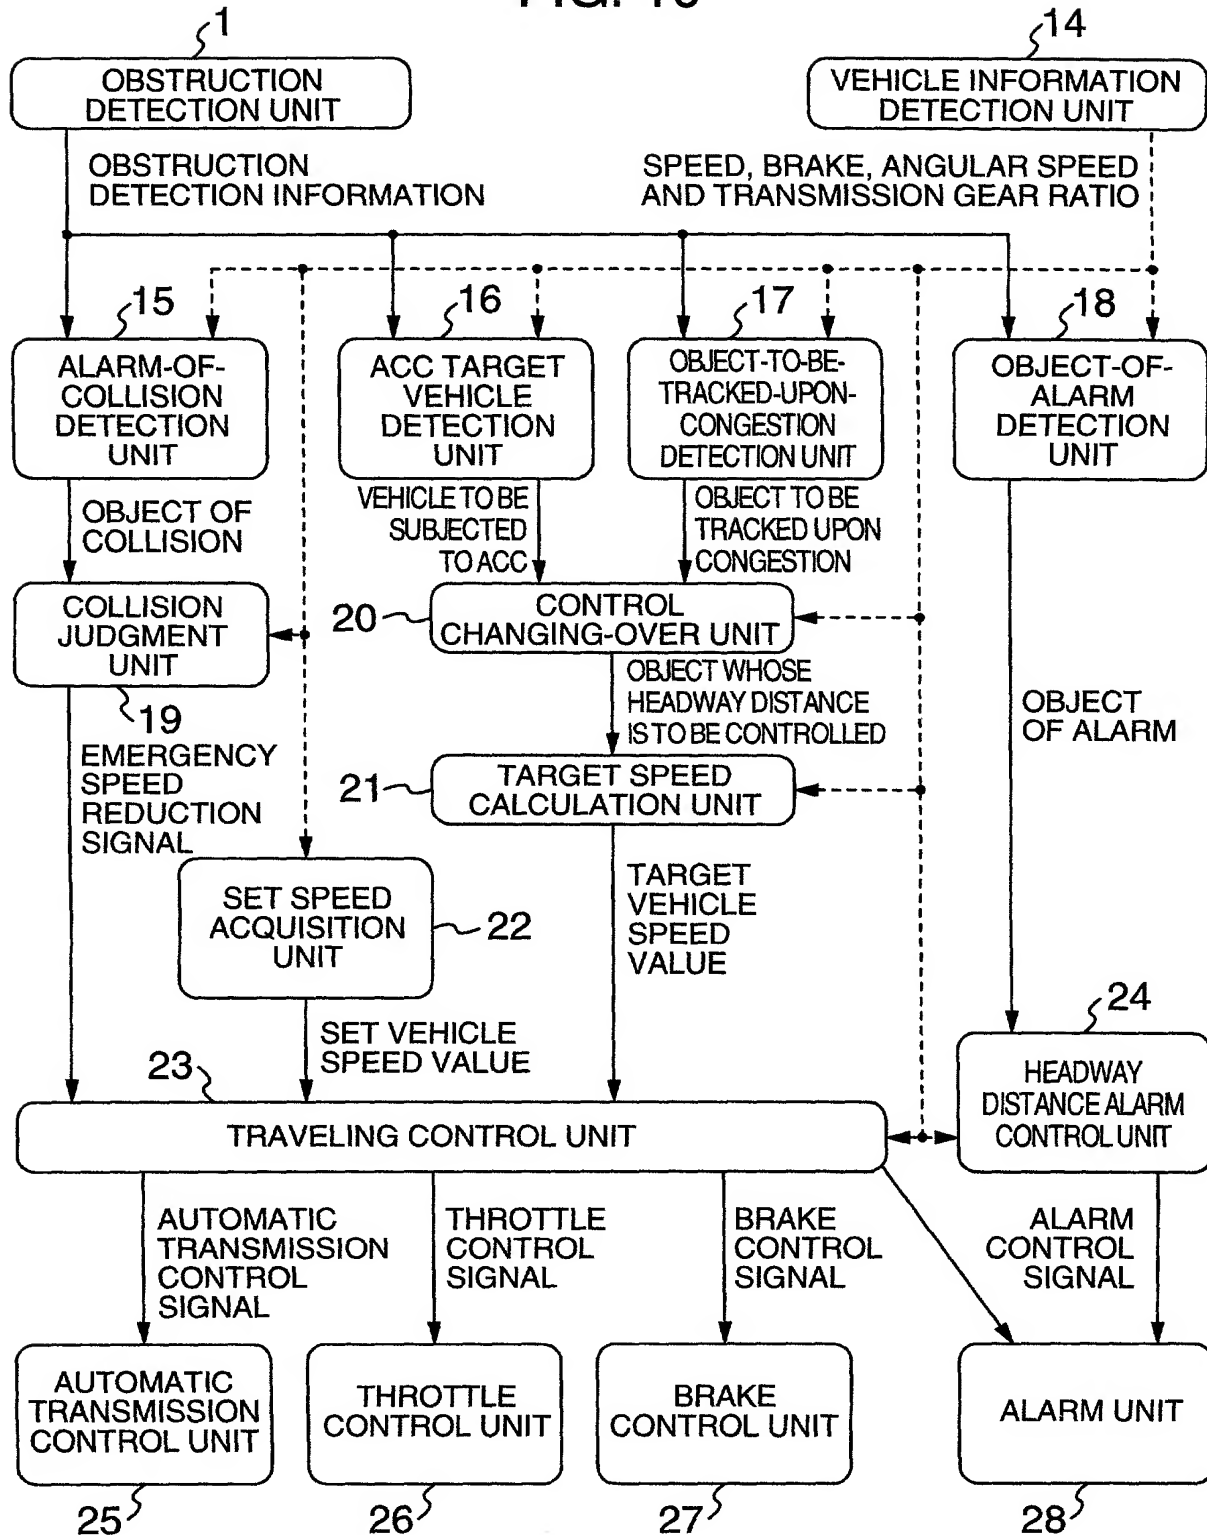 1
14
OBSTRUCTION
DETECTION UNIT
VEHICLE INFORMATION
DETECTION UNIT
OBSTRUCTION
DETECTION INFORMATION
SPEED, BRAKE, ANGULAR SPEED
AND TRANSMISSION GEAR RATIO
15
16
17
18
ALARM-OF-
COLLISION
DETECTION
UNIT
ACC TARGET
VEHICLE
DETECTION
UNIT
OBJECT-TO-BE-
TRACKED-UPON-
CONGESTION
DETECTION UNIT
OBJECT-OF-
ALARM
DETECTION
UNIT
OBJECT OF
COLLISION
VEHICLE TO BE
SUBJECTED
TO ACC
OBJECT TO BE
TRACKED UPON
CONGESTION
COLLISION
JUDGMENT
UNIT
20
CONTROL
CHANGING-OVER UNIT
19
OBJECT WHOSE
HEADWAY DISTANCE
IS TO BE CONTROLLED
OBJECT
OF ALARM
EMERGENCY
SPEED
REDUCTION
SIGNAL
21
TARGET SPEED
CALCULATION UNIT
SET SPEED
ACQUISITION
UNIT
22
TARGET
VEHICLE
SPEED
VALUE
SET VEHICLE
SPEED VALUE
24
23
HEADWAY
DISTANCE ALARM
CONTROL UNIT
TRAVELING CONTROL UNIT
AUTOMATIC
TRANSMISSION
CONTROL
SIGNAL
THROTTLE
CONTROL
SIGNAL
BRAKE
CONTROL
SIGNAL
ALARM
CONTROL
SIGNAL
AUTOMATIC
TRANSMISSION
CONTROL UNIT
THROTTLE
CONTROL UNIT
BRAKE
CONTROL UNIT
ALARM UNIT
25
26
27
28